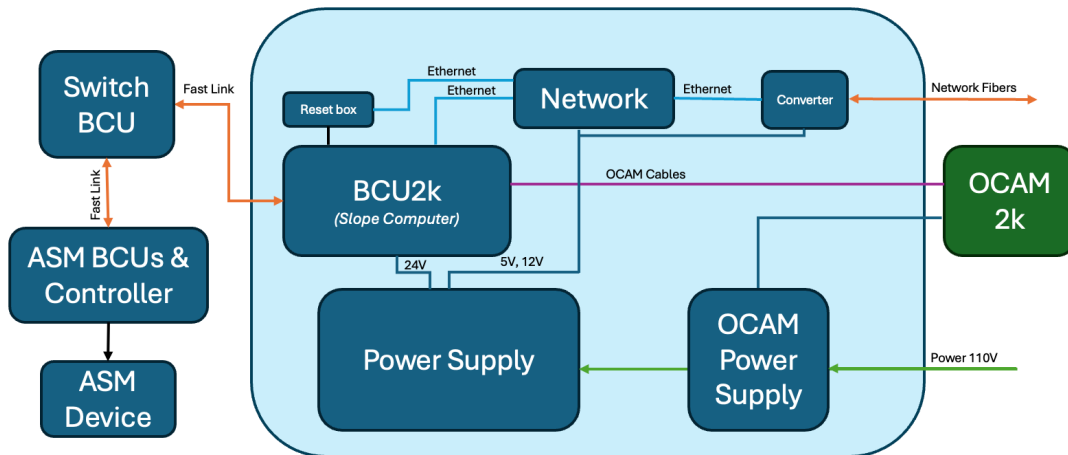 Switch
BCU
Fast Link
Fast Link
ASM BCUs &
Controller
ASM
Device
Reset box
Ethernet
Ethernet
Network
Ethernet
Converter
Network Fibers
BCU2k
(Slope Computer)
OCAM Cables
OCAM
2k
24V
5V, 12V
Power Supply
OCAM
Power
Supply
Power 110V